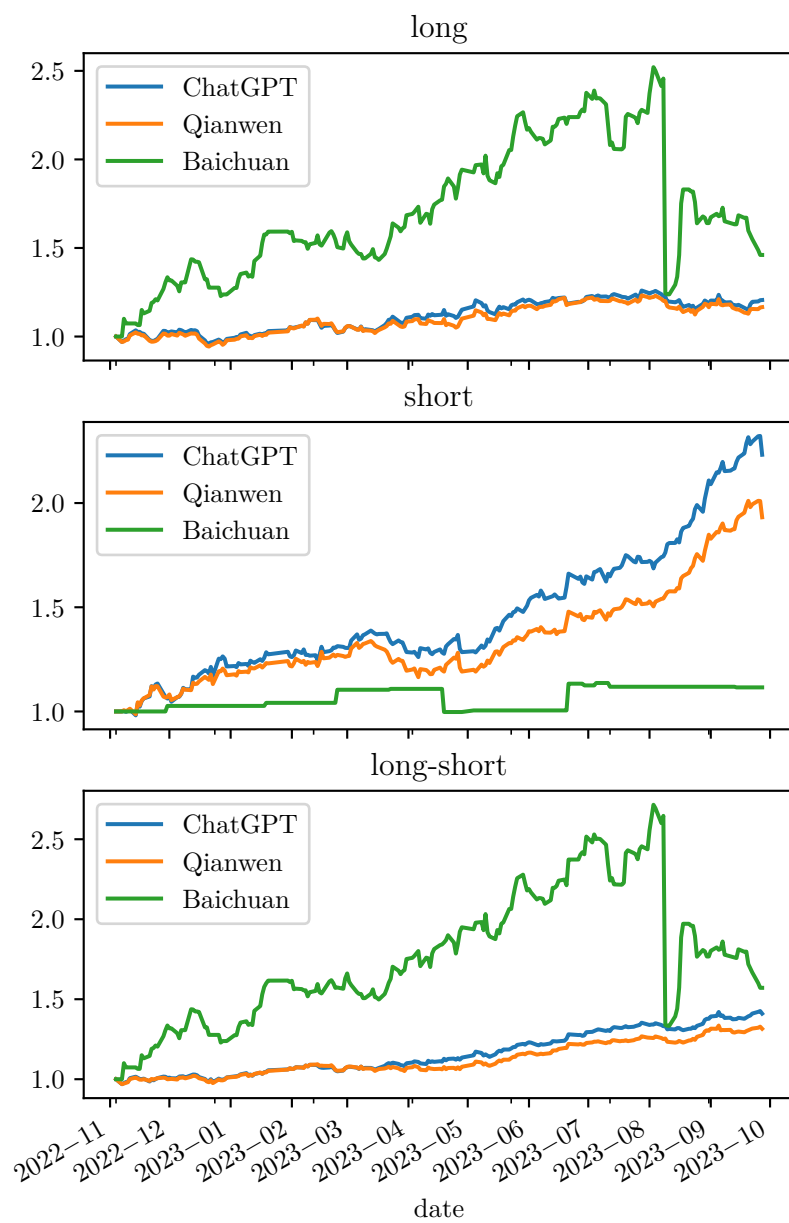 long
2.5
2.0
1.5
1.0
ChatGPT
Qianwen
Baichuan
short
2.0
1.5
1.0
ChatGPT
Qianwen
Baichuan
long-short
2.5
2.0
1.5
1.0
ChatGPT
Qianwen
Baichuan
2022−11
2022−12
2023−01
2023−02
2023−03
2023−04
2023−05
2023−06
2023−07
2023−08
2023−09
2023−10
date